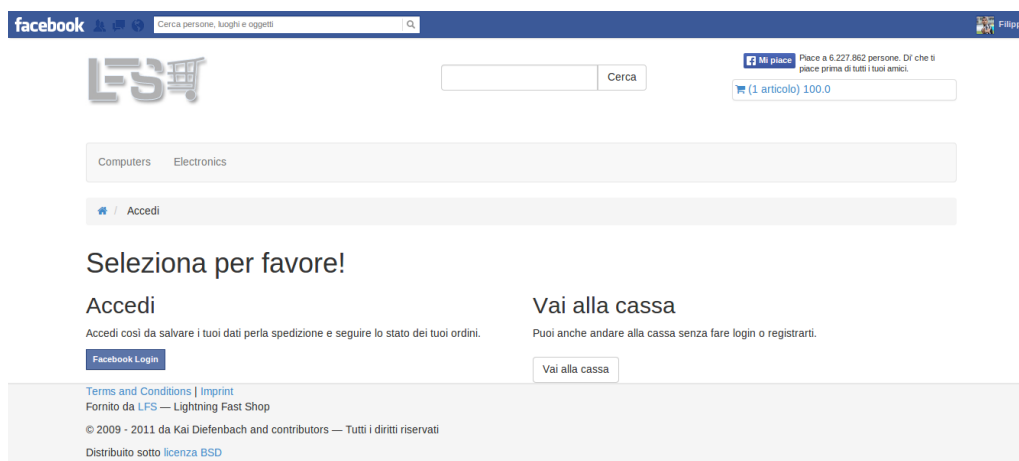 facebook
Cerca persone, luoghi e oggetti
Filipp
LFS
Cerca
Mi piace
Piace a 6.227.862 persone. Di' che ti
piace prima di tutti i tuoi amici.
(1 articolo) 100.0
Computers Electronics
/ Accedi
Seleziona per favore!
Accedi
Accedi così da salvare i tuoi dati perla spedizione e seguire lo stato dei tuoi ordini.
Facebook Login
Vai alla cassa
Puoi anche andare alla cassa senza fare login o registrarti.
Vai alla cassa
Terms and Conditions | Imprint
Fornito da LFS — Lightning Fast Shop
© 2009 - 2011 da Kai Diefenbach and contributors — Tutti i diritti riservati
Distribuito sotto licenza BSD